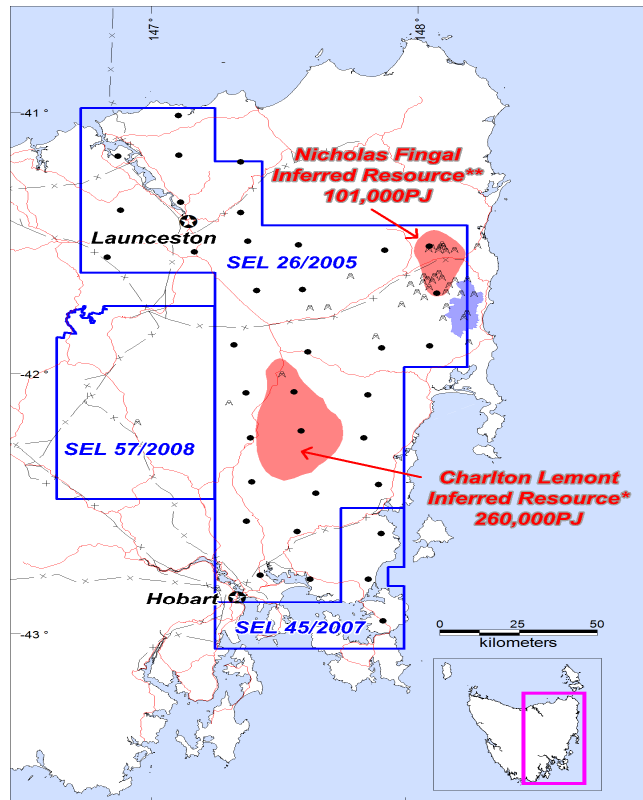 147
148
-41°
Nicholas Fingal
Inferred Resource**
101,000PJ
Launceston
SEL 26/2005
-42°
SEL 57/2008
Charlton Lemont
Inferred Resource*
260,000PJ
Hobart
SEL 45/2007
-43°
0 25 50
kilometers